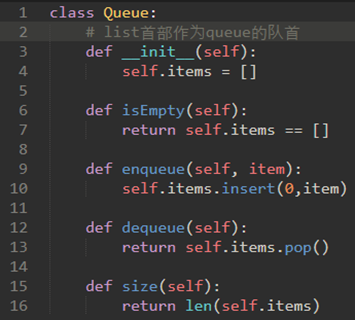 1 class Queue:
2     # list首部作为queue的队首
3     def __init__(self):
4         self.items = []
5
6     def isEmpty(self):
7         return self.items == []
8
9     def enqueue(self, item):
10         self.items.insert(0,item)
11
12     def dequeue(self):
13         return self.items.pop()
14
15     def size(self):
16         return len(self.items)